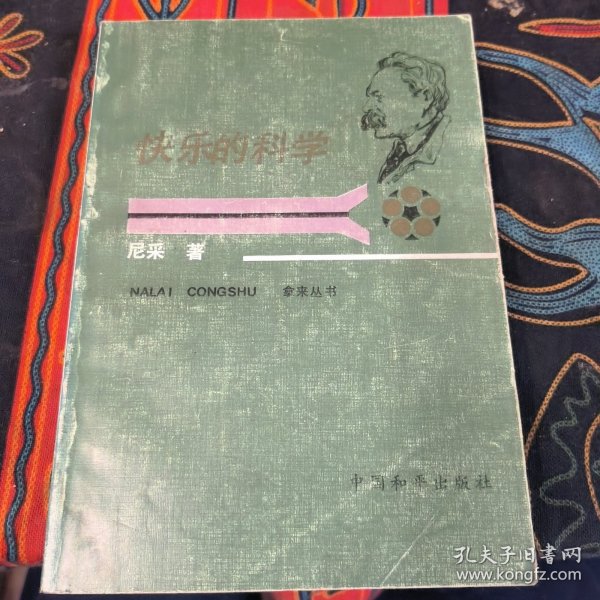 快乐的科学
尼采 著
NALAI CONGSHU 拿来丛书
中国和平出版社
孔夫子旧书网
www.kongfz.com